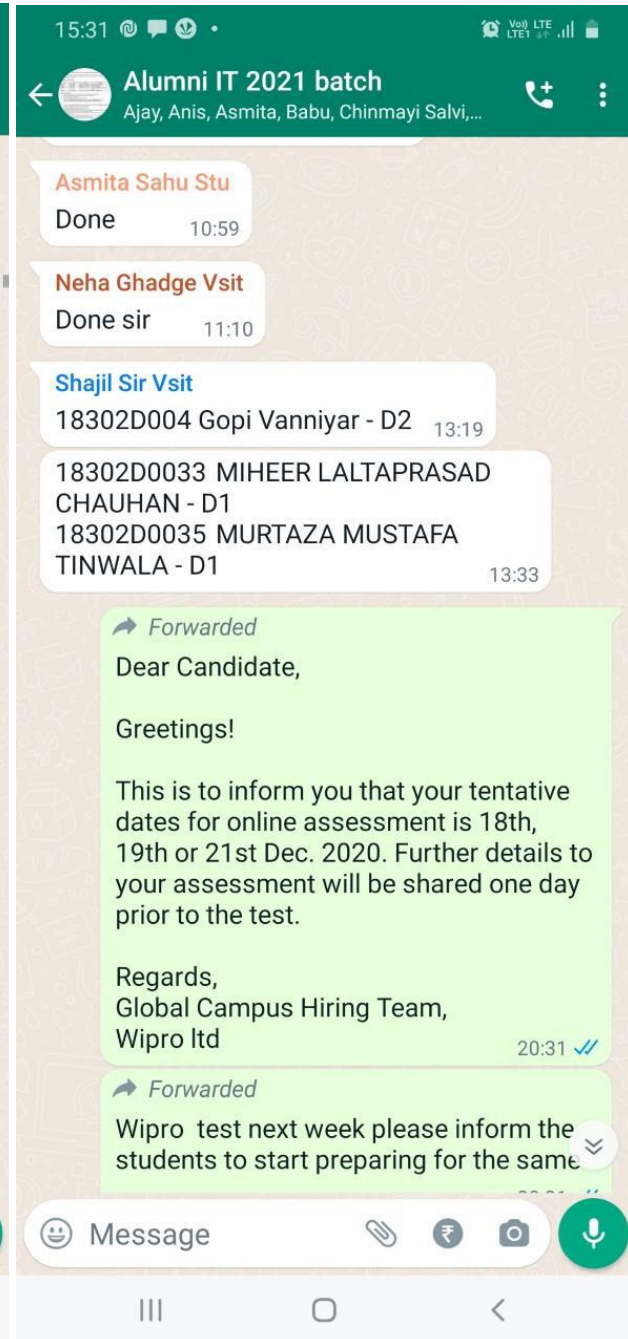 15:31
Vo)) LTE
LTE1
Alumni IT 2021 batch
Ajay, Anis, Asmita, Babu, Chinmayi Salvi,...
Asmita Sahu Stu
Done 10:59
Neha Ghadge Vsit
Done sir 11:10
Shajil Sir Vsit
18302D004 Gopi Vanniyar - D2 13:19
18302D0033 MIHEER LALTAPRASAD
CHAUHAN - D1
18302D0035 MURTAZA MUSTAFA
TINWALA - D1 13:33
Forwarded
Dear Candidate,
Greetings!
This is to inform you that your tentative
dates for online assessment is 18th,
19th or 21st Dec. 2020. Further details to
your assessment will be shared one day
prior to the test.
Regards,
Global Campus Hiring Team,
Wipro ltd 20:31
Forwarded
Wipro test next week please inform the
students to start preparing for the same
Message ₹